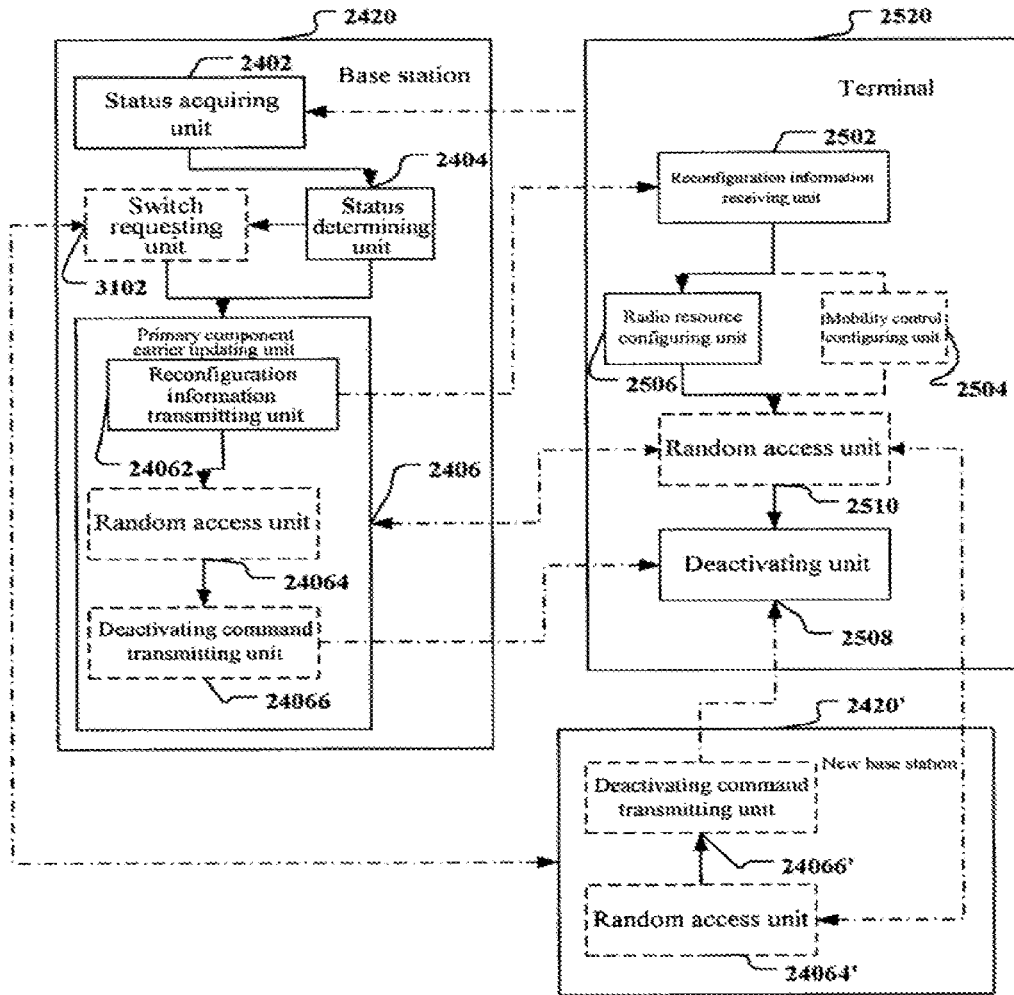 2420
2520
2402
Base station
Status acquiring
unit
Terminal
2404
2502
Reconfiguration information
receiving unit
Switch
requesting
unit
Status
determining
unit
3102
Primary component
carrier updating unit
Reconfiguration
information
transmitting unit
Radio resource
configuring unit
Mobility control
configuring unit
2506
2504
24062
2406
Random access unit
Random access unit
2510
24064
Deactivating unit
Deactivating command
transmitting unit
2508
24066
2420'
New base station
Deactivating command
transmitting unit
24066'
Random access unit
24064'